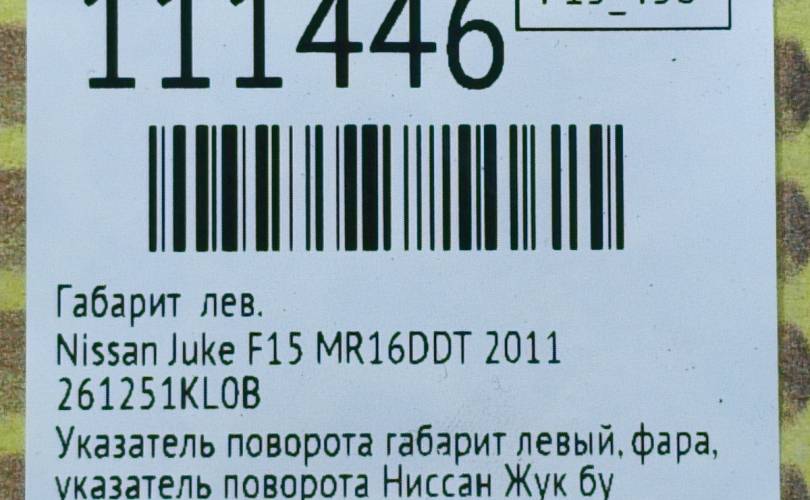 111446
Габарит лев.
Nissan Juke F15 MR16DDT 2011
261251KL0B
Указатель поворота габарит левый, фара,
указатель поворота Ниссан Жук бу